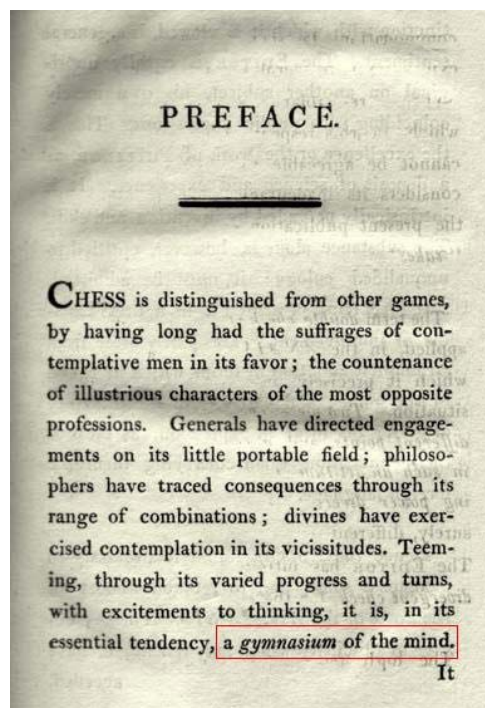 PREFACE.
CHESS is distinguished from other games,
by having long had the suffrages of con-
templative men in its favor; the countenance
of illustrious characters of the most opposite
professions. Generals have directed engage-
ments on its little portable field; philoso-
phers have traced consequences through its
range of combinations; divines have exer-
cised contemplation in its vicissitudes. Teem-
ing, through its varied progress and turns,
with excitements to thinking, it is, in its
essential tendency, a gymnasium of the mind.
It